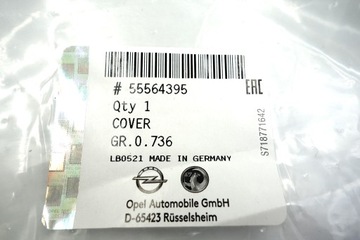 # 55564395
EAC
Qty 1
COVER
GR.0.736
LB0521 MADE IN GERMANY
S718771642
Opel Automobile GmbH
D-65423 Rüsselsheim